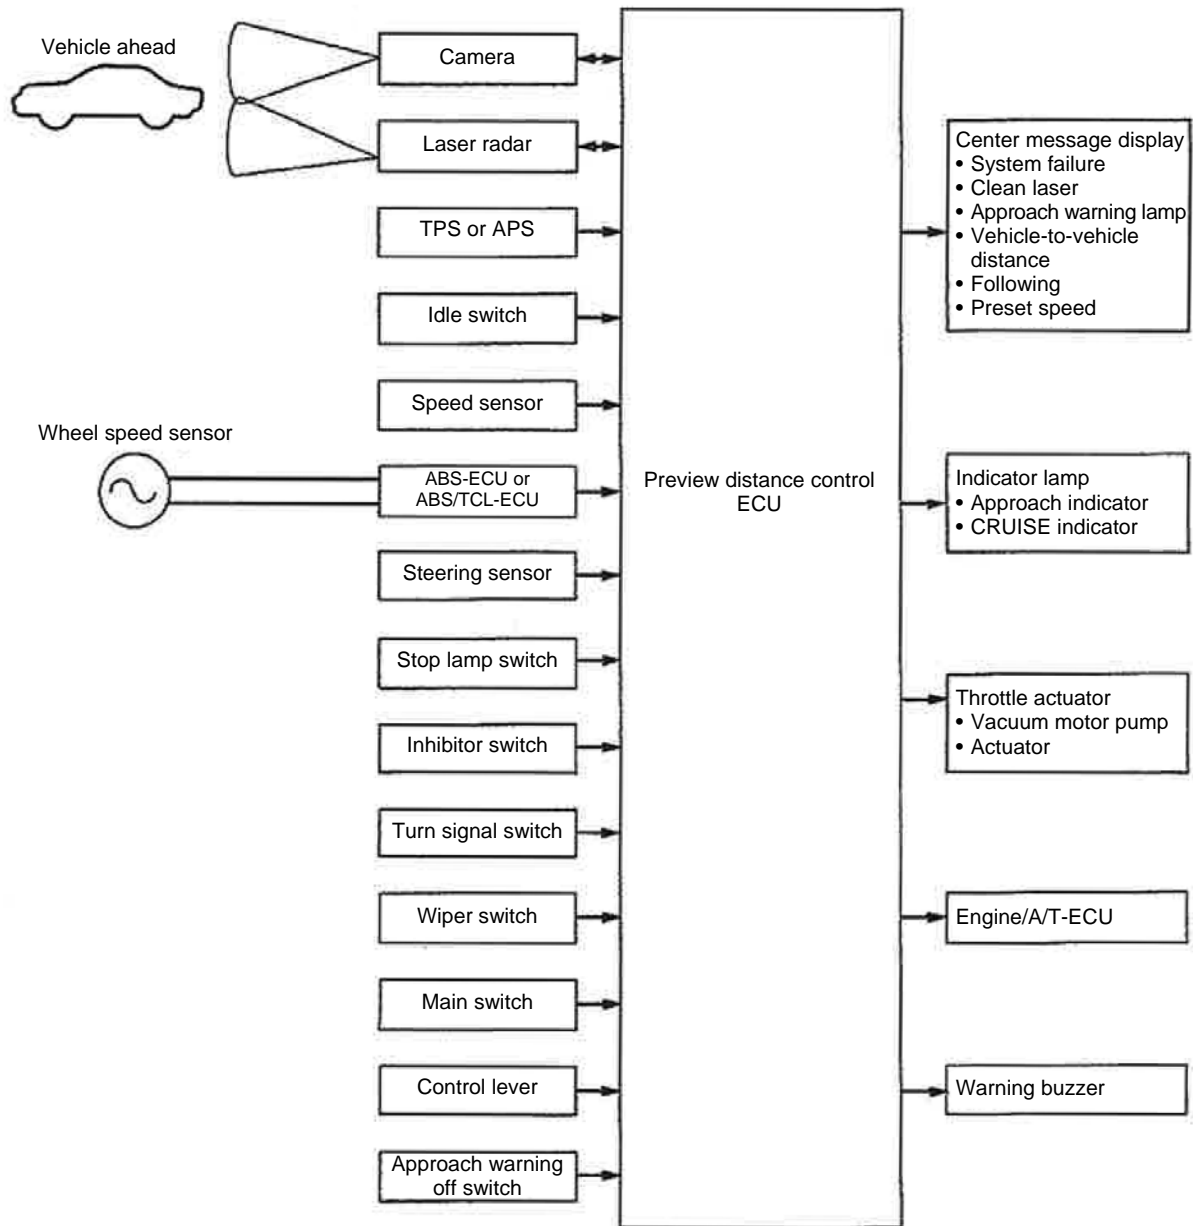 Vehicle ahead
Camera
Laser radar
TPS or APS
Idle switch
Speed sensor
Wheel speed sensor
ABS-ECU or
ABS/TCL-ECU
Steering sensor
Stop lamp switch
Inhibitor switch
Turn signal switch
Wiper switch
Main switch
Control lever
Approach warning
off switch
Preview distance control
ECU
Center message display
• System failure
• Clean laser
• Approach warning lamp
• Vehicle-to-vehicle
distance
• Following
• Preset speed
Indicator lamp
• Approach indicator
• CRUISE indicator
Throttle actuator
• Vacuum motor pump
• Actuator
Engine/A/T-ECU
Warning buzzer